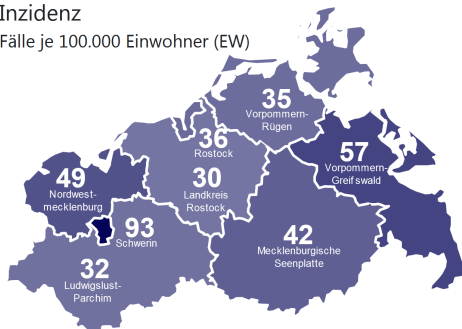 Inzidenz
Fälle je 100.000 Einwohner (EW)
35
Vorpommern-
Rügen
36
Rostock
57
Vorpommern-
Greifswald
49
Nordwest-
mecklenburg
30
Landkreis
Rostock
93
Schwerin
42
Mecklenburgische
Seenplatte
32
Ludwigslust-
Parchim